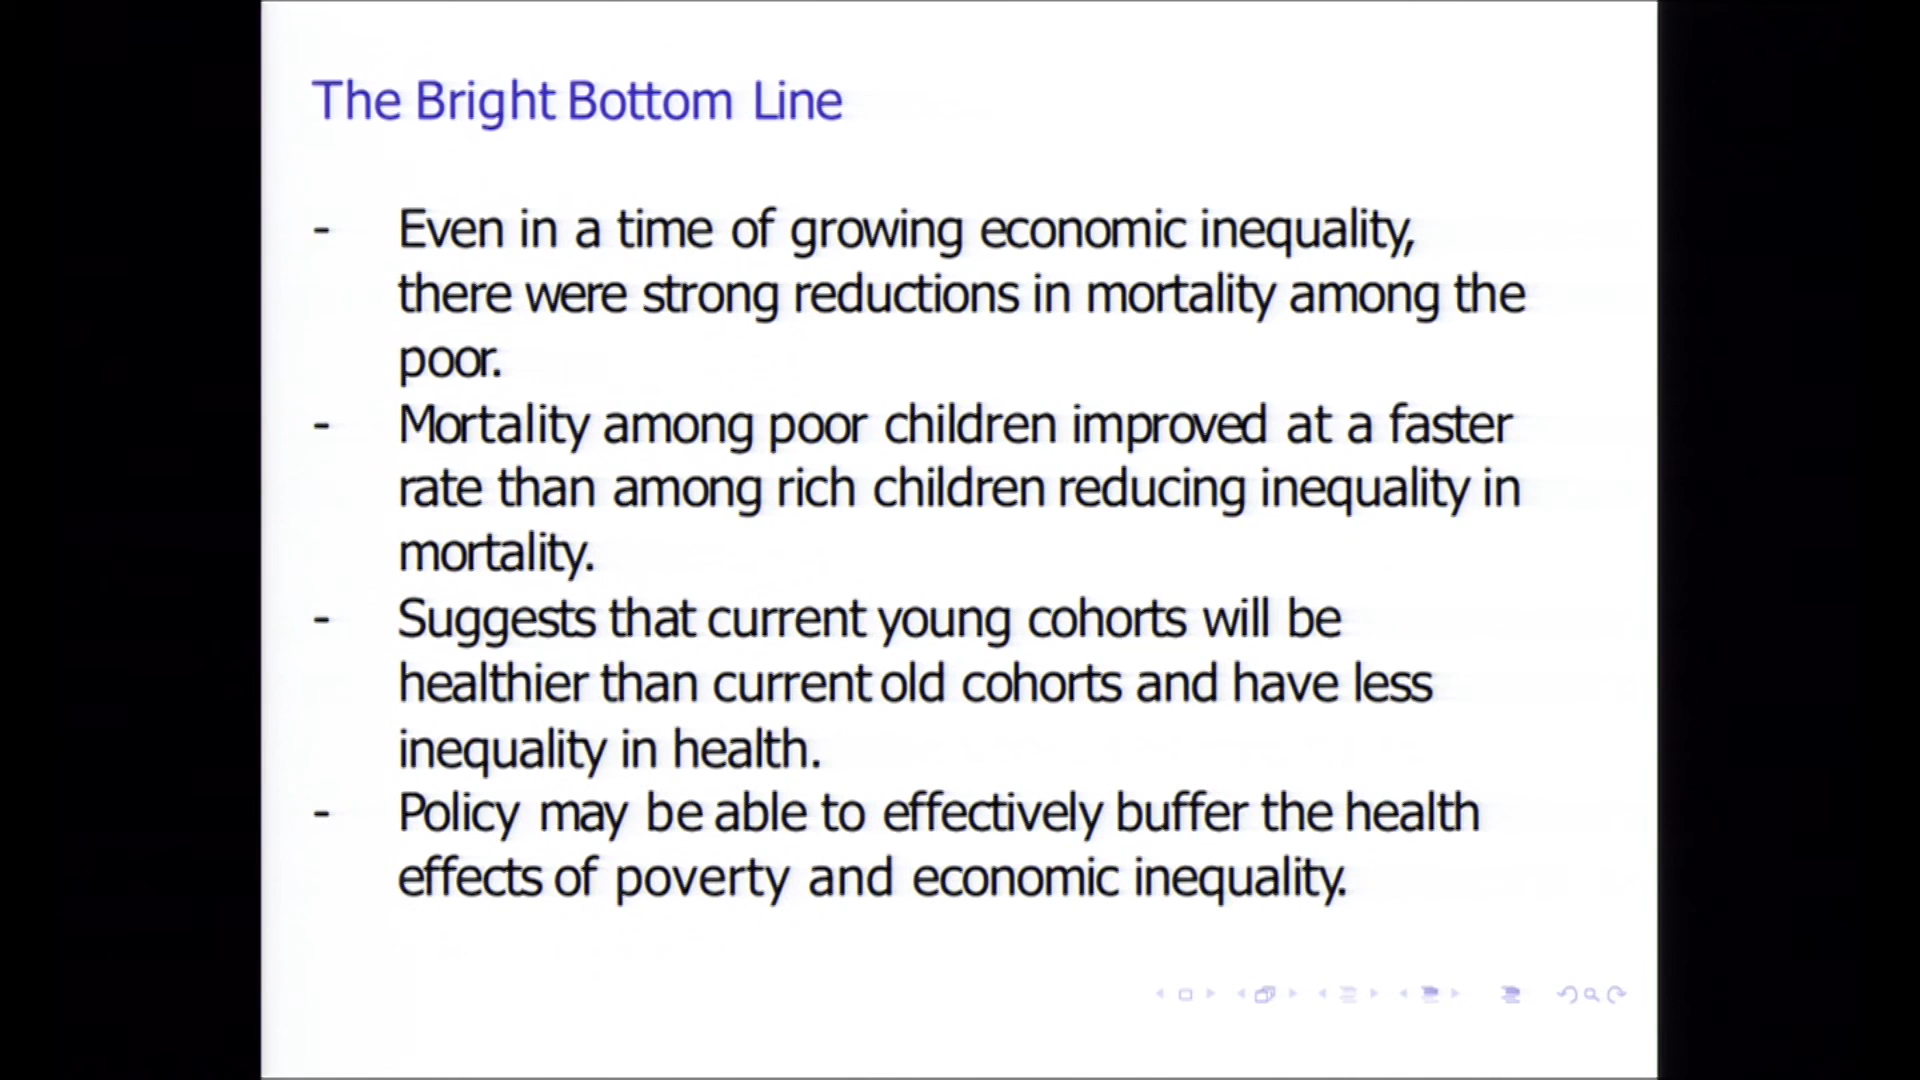 The Bright Bottom Line
- Even in a time of growing economic inequality,
there were strong reductions in mortality among the
poor.
- Mortality among poor children improved at a faster
rate than among rich children reducing inequality in
mortality.
- Suggests that current young cohorts will be
healthier than current old cohorts and have less
inequality in health.
- Policy may be able to effectively buffer the health
effects of poverty and economic inequality.